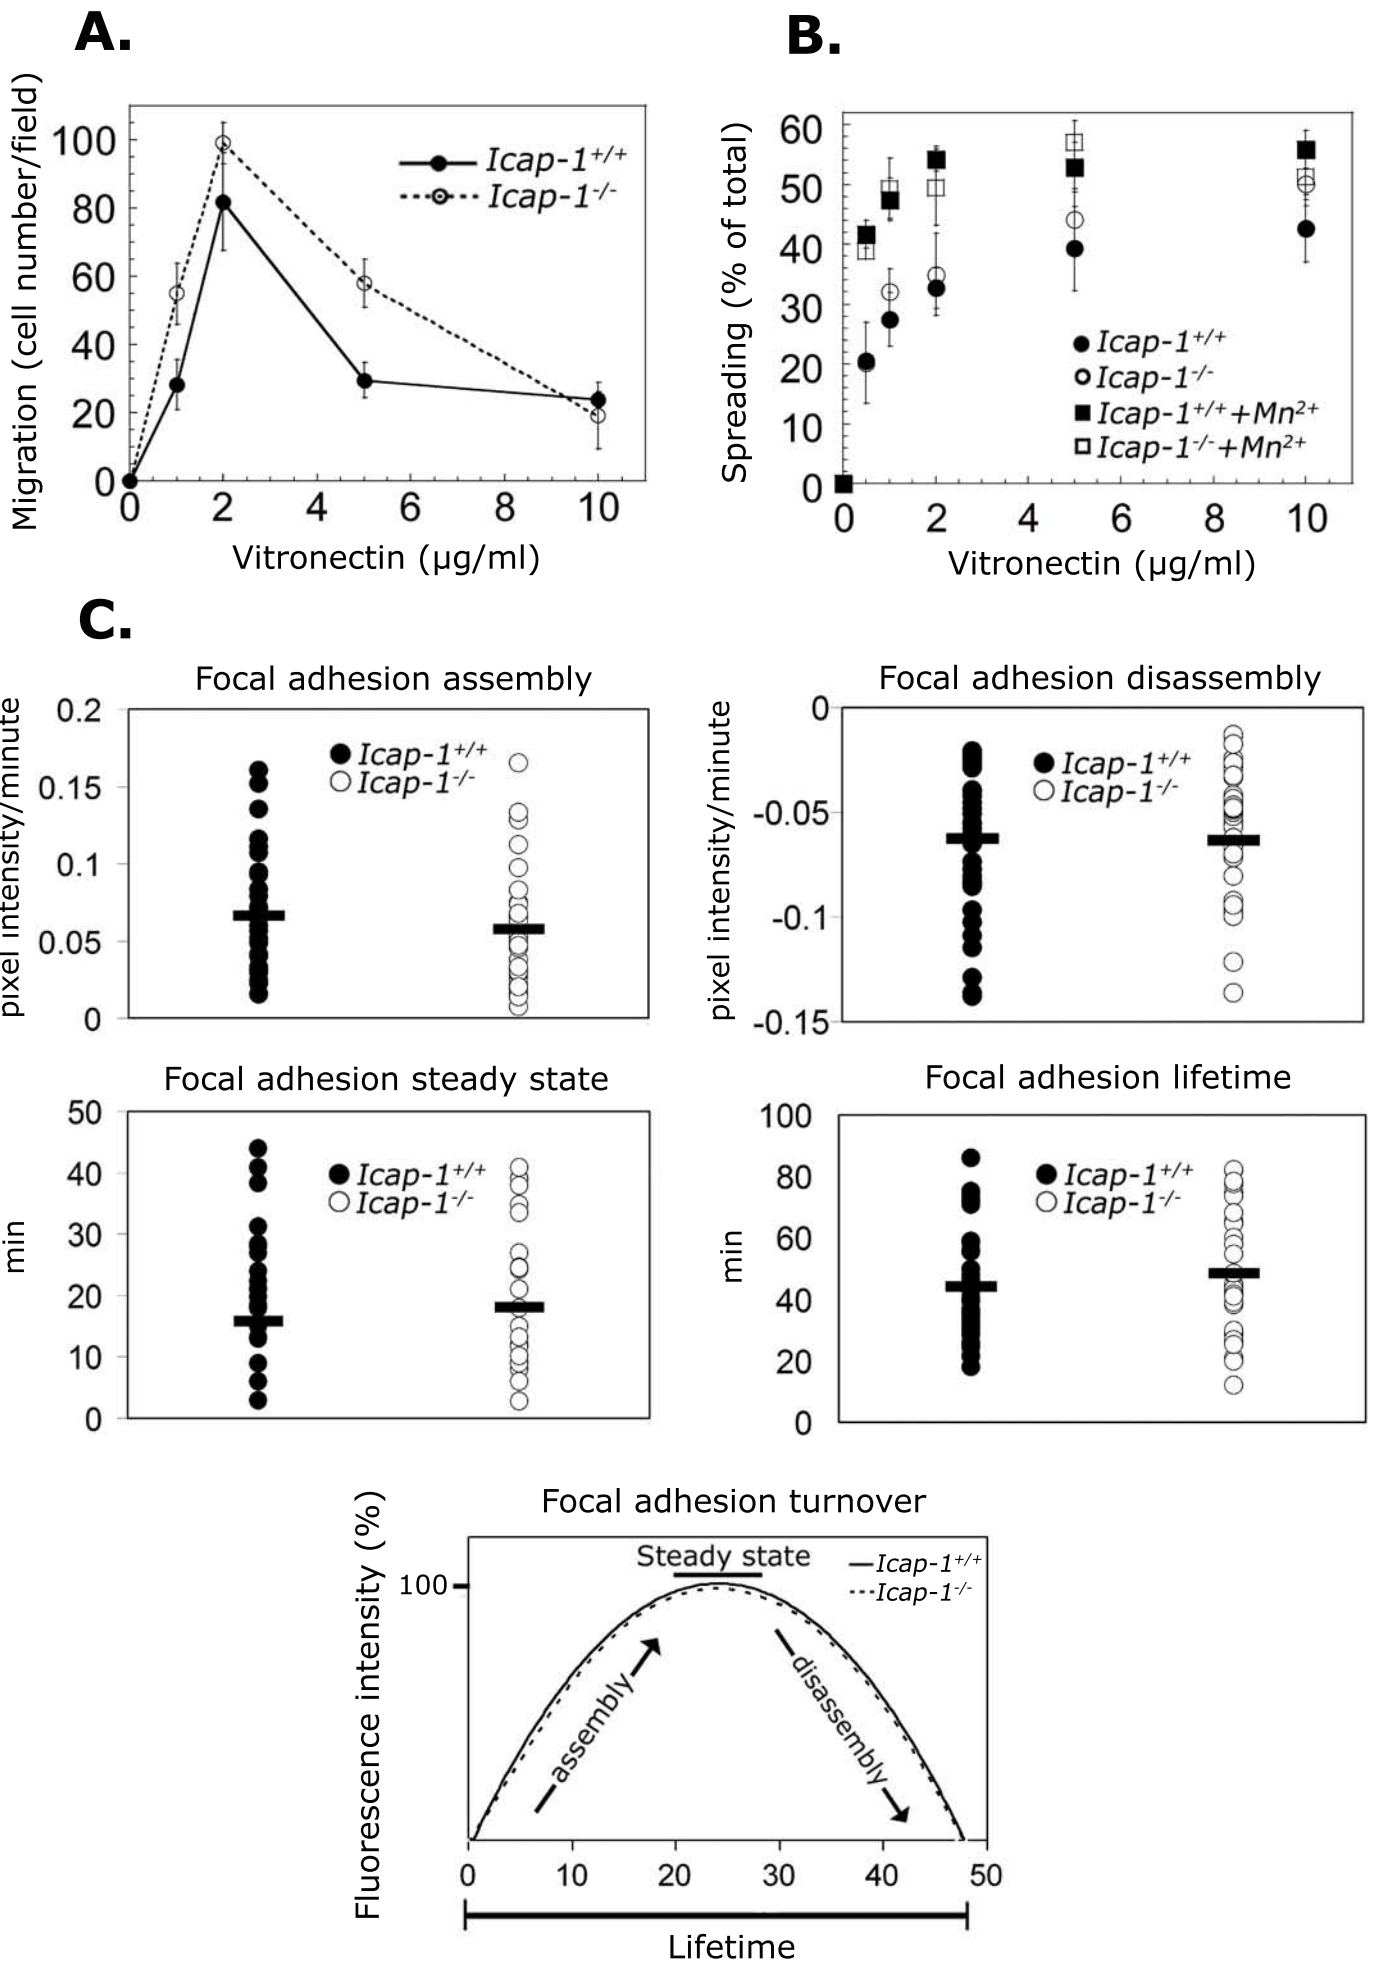 A.
Migration (cell number/field)
100
80
60
40
20
0
Icap-1+/+
Icap-1-/-
0 2 4 6 8 10
Vitronectin (µg/ml)
B.
Spreading (% of total)
60
50
40
30
20
10
0
Icap-1+/+
Icap-1-/-
Icap-1+/++Mn2+
Icap-1-/-+Mn2+
0 2 4 6 8 10
Vitronectin (µg/ml)
C.
Focal adhesion assembly
pixel intensity/minute
0.2
0.15
0.1
0.05
0
Icap-1+/+
Icap-1-/-
Focal adhesion disassembly
pixel intensity/minute
0
-0.05
-0.1
-0.15
Icap-1+/+
Icap-1-/-
Focal adhesion steady state
min
50
40
30
20
10
0
Icap-1+/+
Icap-1-/-
Focal adhesion lifetime
min
100
80
60
40
20
0
Icap-1+/+
Icap-1-/-
Focal adhesion turnover
Fluorescence intensity (%)
100
Steady state
Icap-1+/+
Icap-1-/-
assembly
disassembly
0 10 20 30 40 50
Lifetime